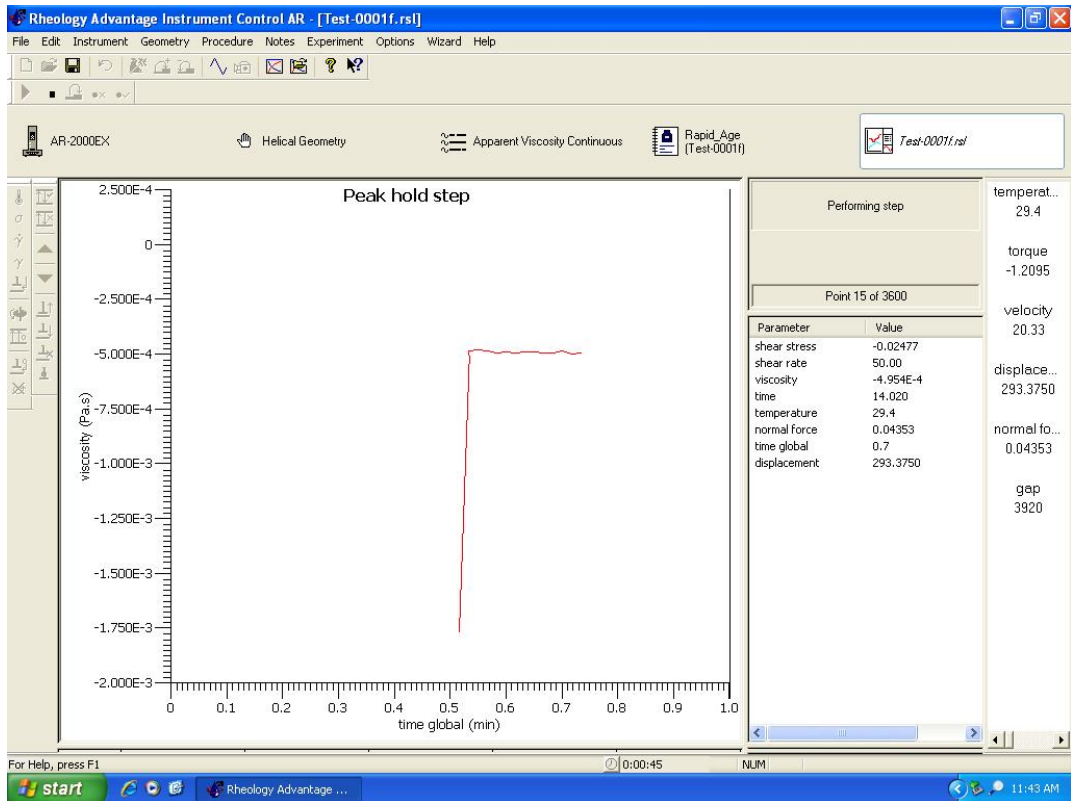 Rheology Advantage Instrument Control AR - [Test-0001f.rsl]
File Edit Instrument Geometry Procedure Notes Experiment Options Wizard Help
AR-2000EX
Helical Geometry
Apparent Viscosity Continuous
Rapid_Age
(Test-0001f)
Test-0001f.rsl
Peak hold step
2.500E-4
0
-2.500E-4
-5.000E-4
-7.500E-4
-1.000E-3
-1.250E-3
-1.500E-3
-1.750E-3
-2.000E-3
viscosity (Pa.s)
0 0.1 0.2 0.3 0.4 0.5 0.6 0.7 0.8 0.9 1.0
time global (min)
Performing step
Point 15 of 3600
Parameter Value
shear stress -0.02477
shear rate 50.00
viscosity -4.954E-4
time 14.020
temperature 29.4
normal force 0.04353
time global 0.7
displacement 293.3750
temperat...
29.4
torque
-1.2095
velocity
20.33
displace...
293.3750
normal fo...
0.04353
gap
3920
For Help, press F1
0:00:45
NUM
start
Rheology Advantage ...
11:43 AM